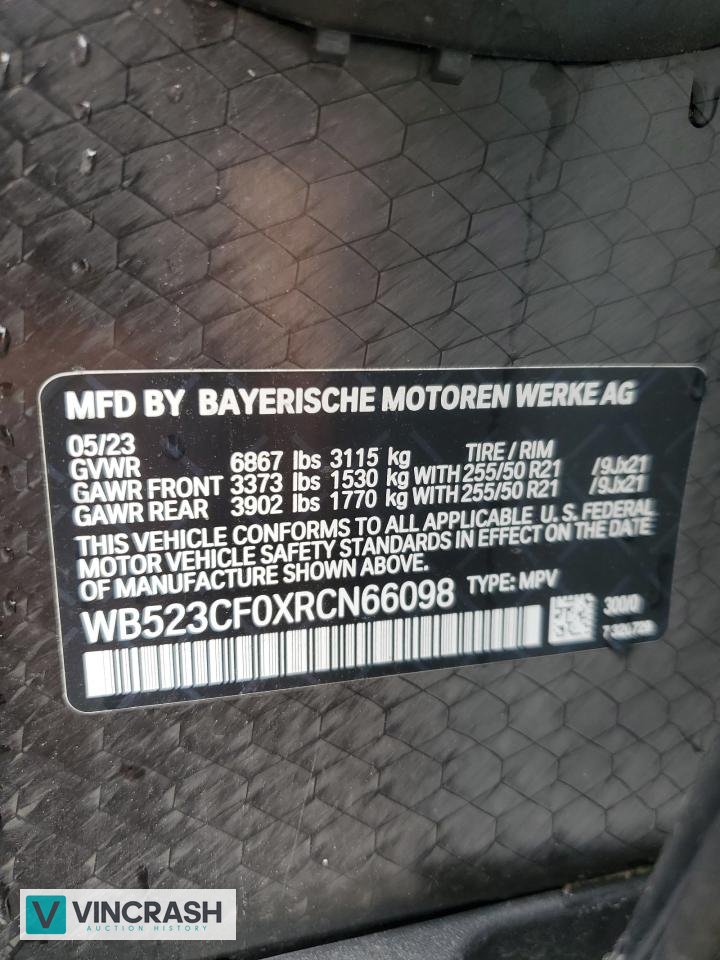 MFD BY BAYERISCHE MOTOREN WERKE AG
05/23 TIRE / RIM
GVWR 6867 lbs 3115 kg
GAWR FRONT 3373 lbs 1530 kg WITH 255/50 R21 /9Jx21
GAWR REAR 3902 lbs 1770 kg WITH 255/50 R21 /9Jx21
THIS VEHICLE CONFORMS TO ALL APPLICABLE U. S. FEDERAL
MOTOR VEHICLE SAFETY STANDARDS IN EFFECT ON THE DATE
OF MANUFACTURE SHOWN ABOVE.
WB523CF0XRCN66098 TYPE: MPV
300/0
VINCRASH
AUCTION HISTORY